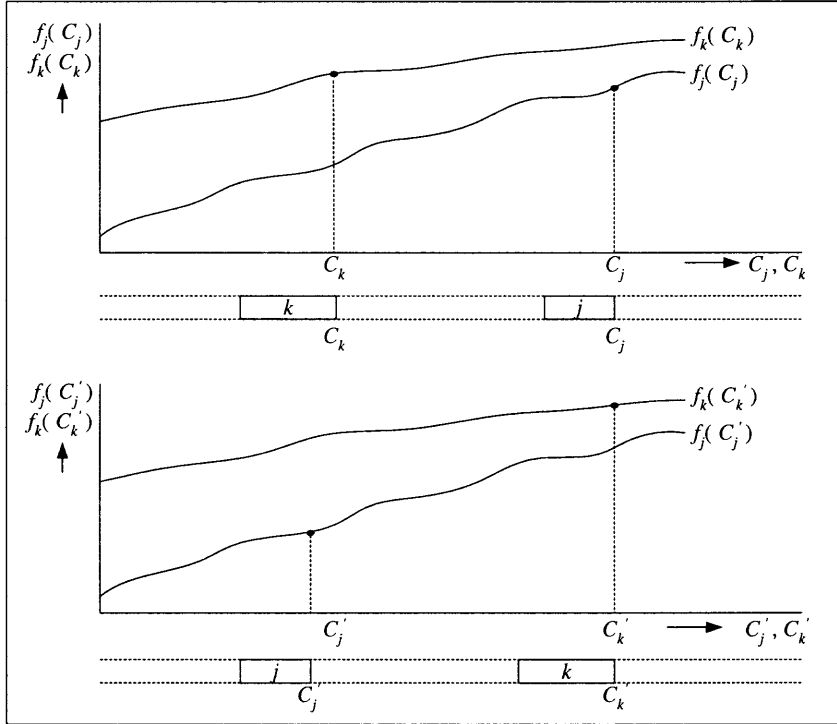 f_j(C_j)
f_k(C_k)
f_k(C_k)
f_j(C_j)
C_k C_j C_j, C_k
k j
C_k C_j
f_j(C_j')
f_k(C_k')
f_k(C_k')
f_j(C_j')
C_j' C_k' C_j', C_k'
j k
C_j' C_k'